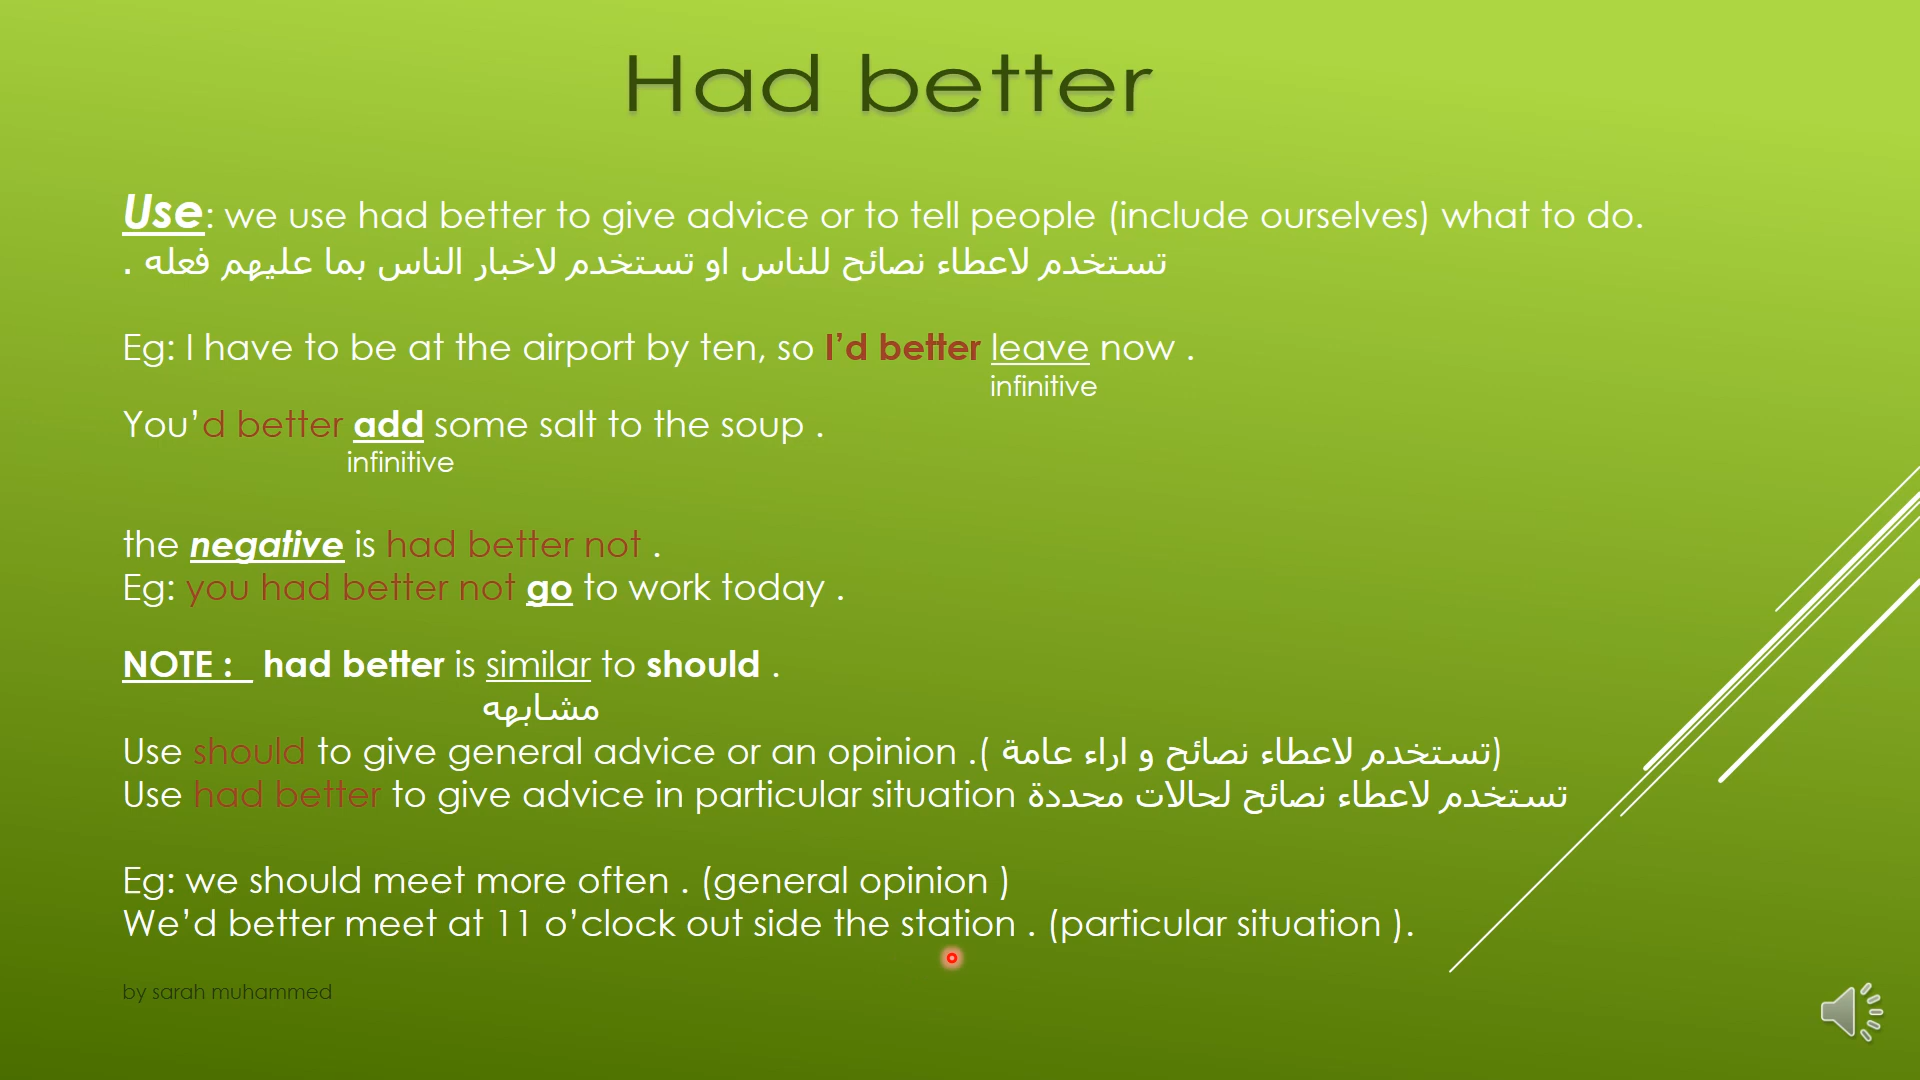 Had better
Use: we use had better to give advice or to tell people (include ourselves) what to do.
تستخدم لاعطاء نصائح للناس او تستخدم لاخبار الناس بما عليهم فعله .
Eg: I have to be at the airport by ten, so I’d better leave now .
infinitive
You’d better add some salt to the soup .
infinitive
the negative is had better not .
Eg: you had better not go to work today .
NOTE : had better is similar to should .
مشابهه
Use should to give general advice or an opinion .( تستخدم لاعطاء نصائح و اراء عامة)
Use had better to give advice in particular situation تستخدم لاعطاء نصائح لحالات محددة
Eg: we should meet more often . (general opinion )
We’d better meet at 11 o’clock out side the station . (particular situation ).
by sarah muhammed